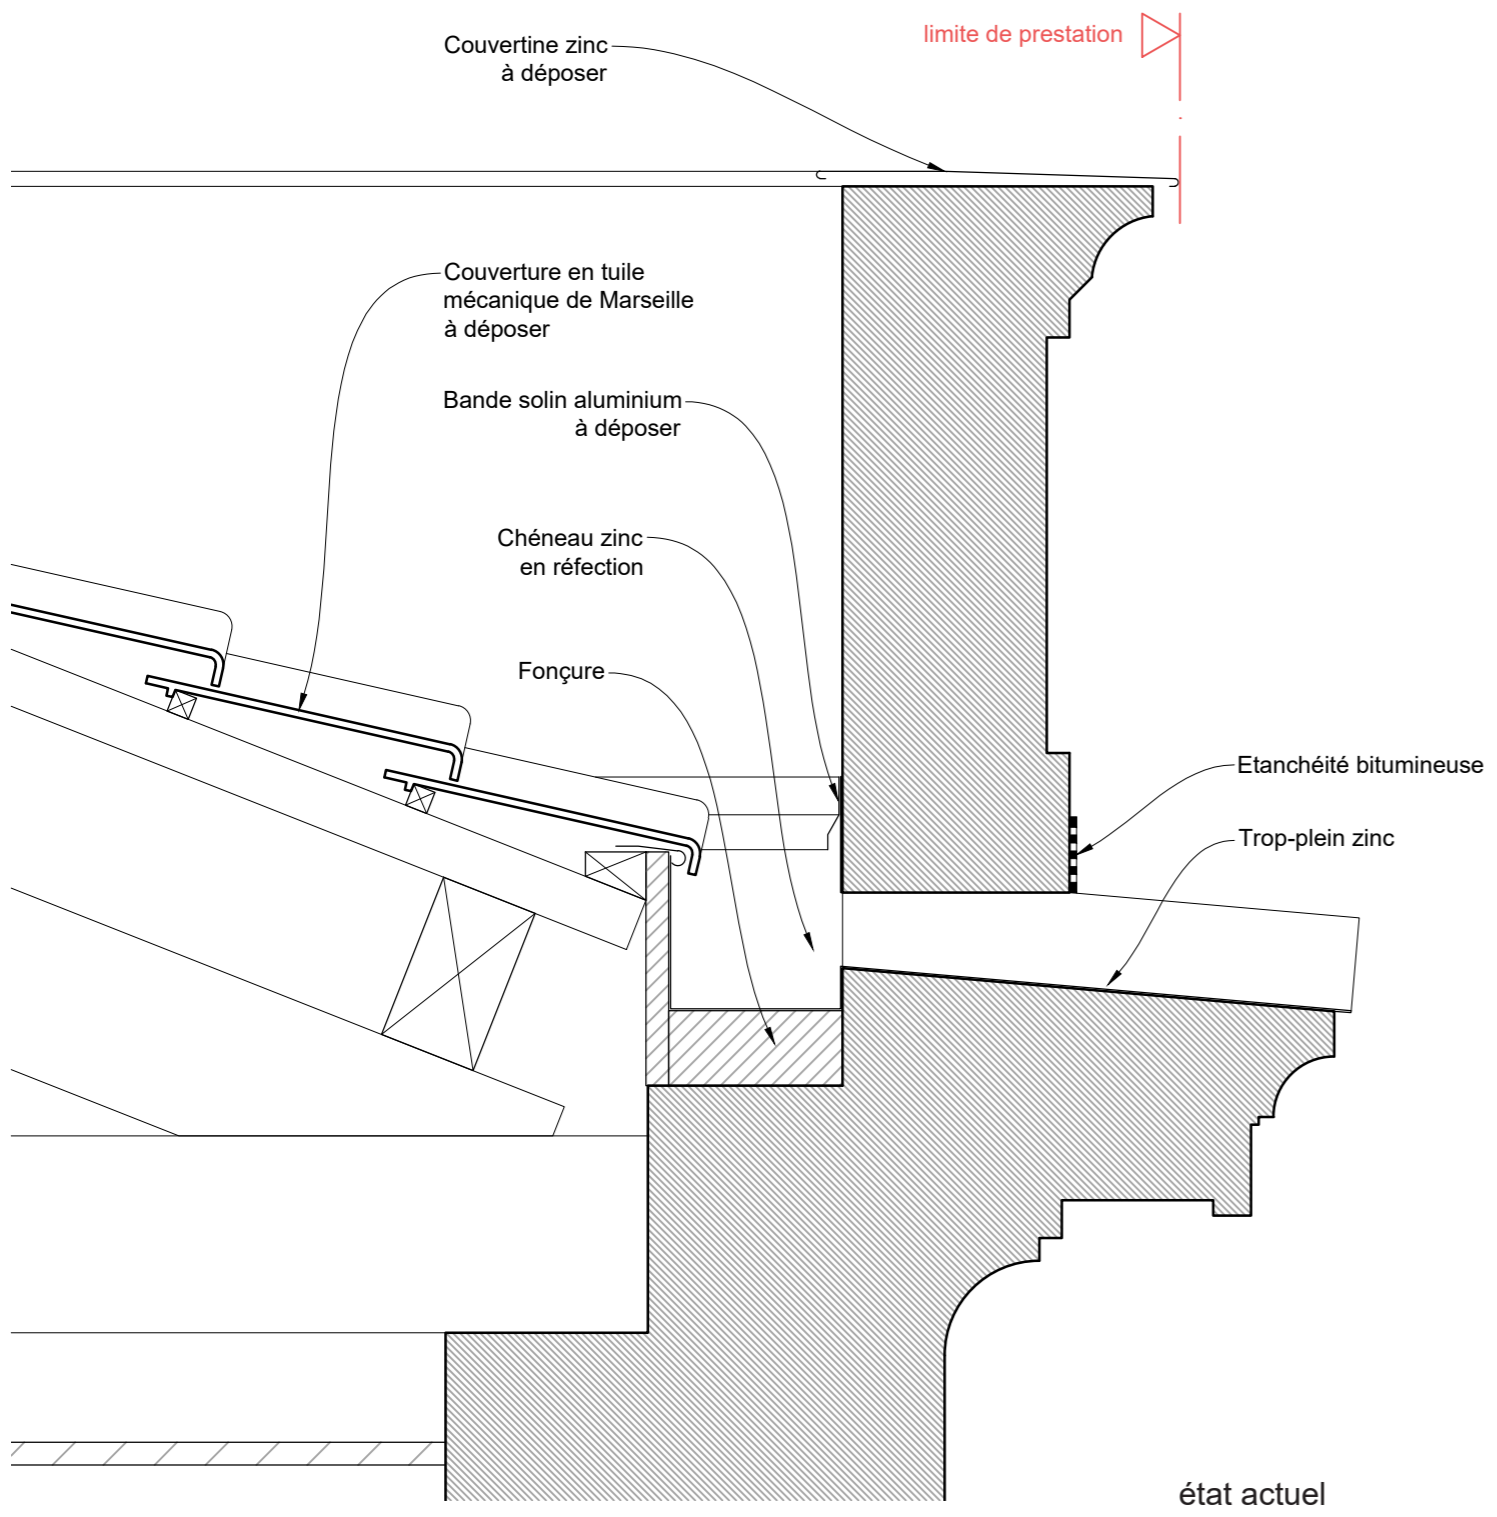 limite de prestation
Couvertine zinc
à déposer
Couverture en tuile
mécanique de Marseille
à déposer
Bande solin aluminium
à déposer
Chéneau zinc
en réfection
Fonçure
Etanchéité bitumineuse
Trop-plein zinc
état actuel